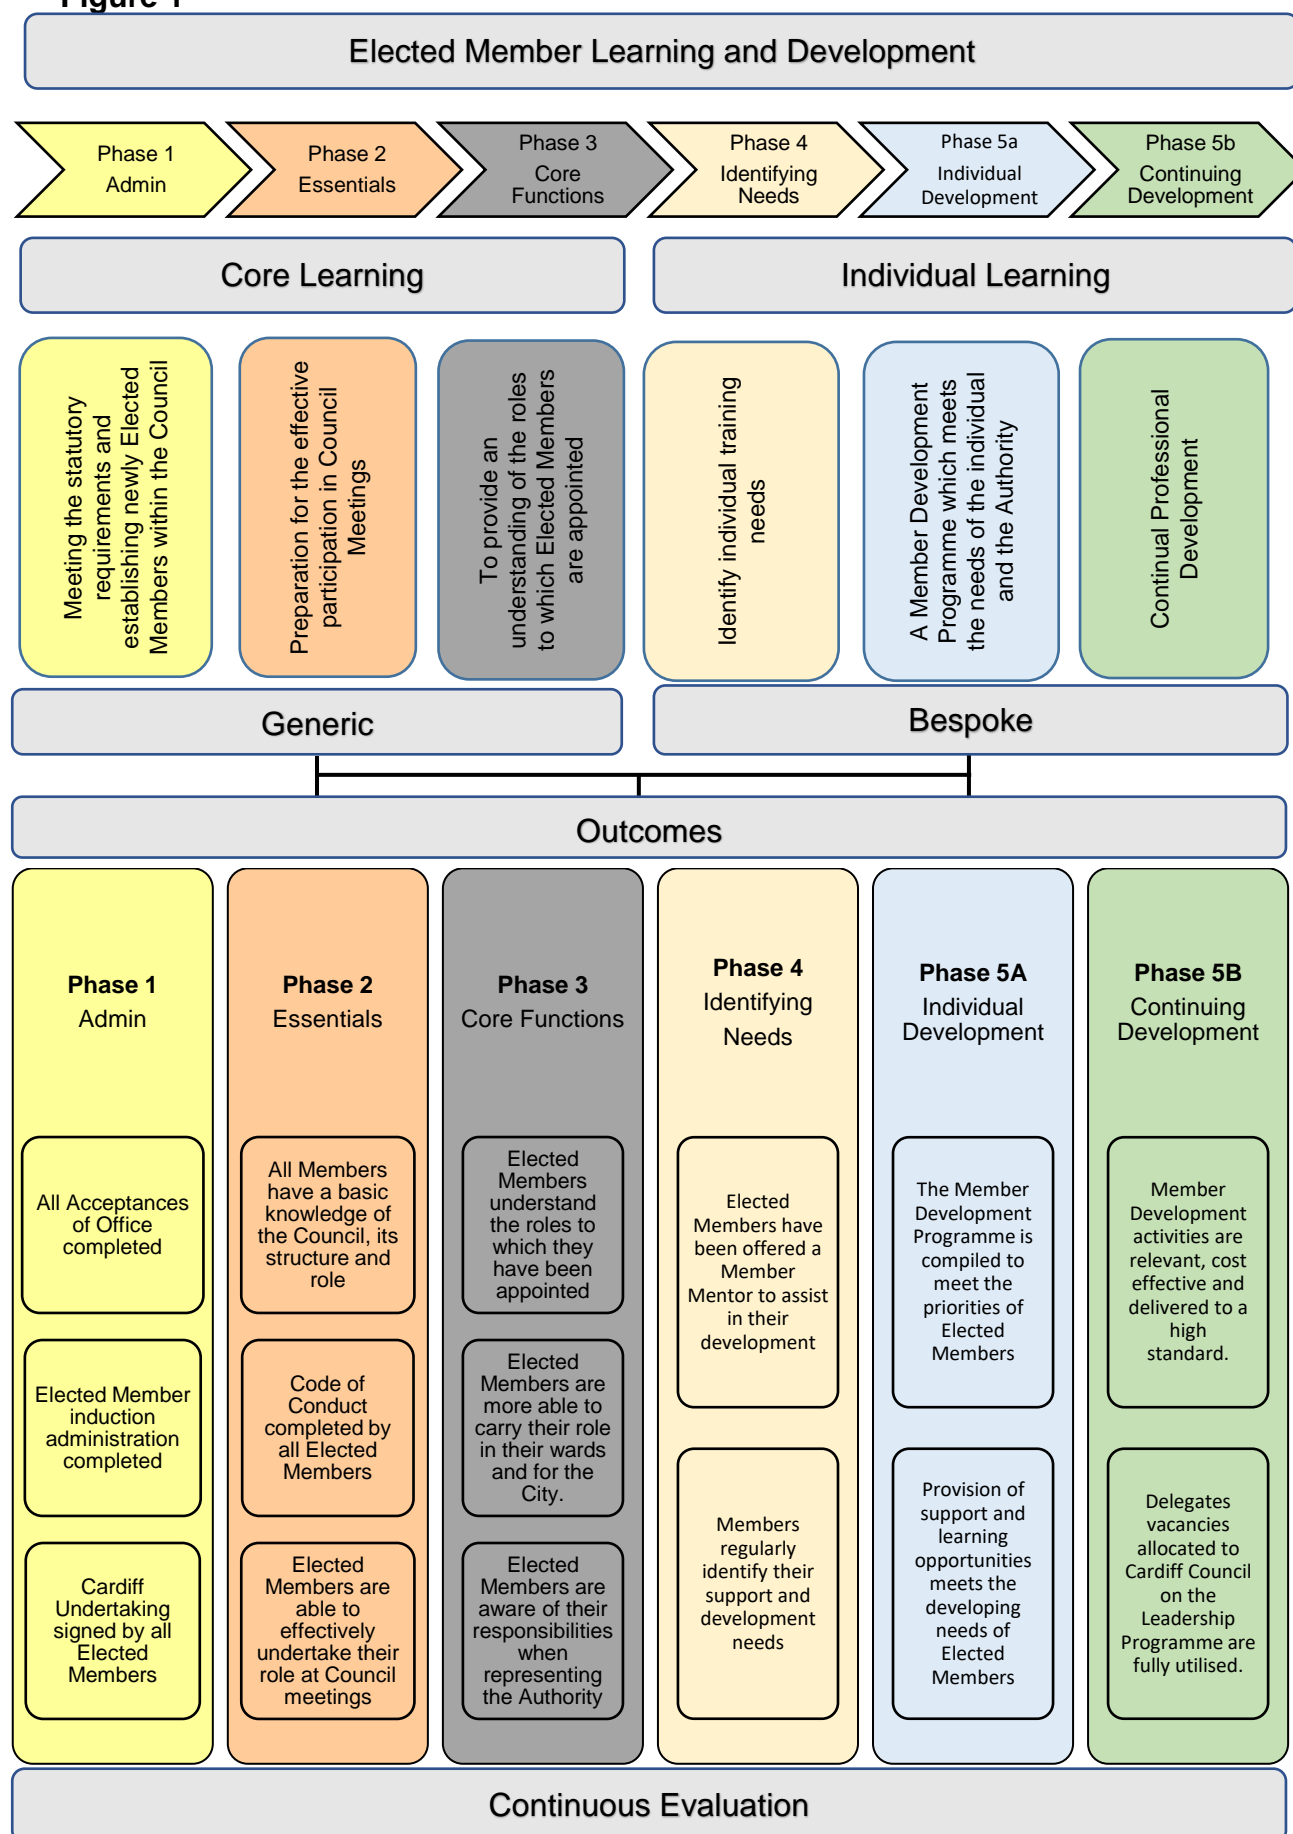 Figure 1
Elected Member Learning and Development
Phase 1
Admin
Phase 2
Essentials
Phase 3
Core
Functions
Phase 4
Identifying
Needs
Phase 5a
Individual
Development
Phase 5b
Continuing
Development
Core Learning
Individual Learning
Meeting the statutory
requirements and
establishing newly Elected
Members within the Council
Preparation for the effective
participation in Council
Meetings
To provide an
understanding of the roles
to which Elected Members
are appointed
Identify individual training
needs
A Member Development
Programme which meets
the needs of the individual
and the Authority
Continual Professional
Development
Generic
Bespoke
Outcomes
Phase 1
Admin
All Acceptances
of Office
completed
Elected Member
induction
administration
completed
Cardiff
Undertaking
signed by all
Elected
Members
Phase 2
Essentials
All Members
have a basic
knowledge of
the Council, its
structure and
role
Code of
Conduct
completed by
all Elected
Members
Elected
Members are
able to
effectively
undertake their
role at Council
meetings
Phase 3
Core Functions
Elected
Members
understand
the roles to
which they
have been
appointed
Elected
Members are
more able to
carry their role
in their wards
and for the
City.
Elected
Members are
aware of their
responsibilities
when
representing
the Authority
Phase 4
Identifying
Needs
Elected
Members have
been offered a
Member
Mentor to assist
in their
development
Members
regularly
identify their
support and
development
needs
Phase 5A
Individual
Development
The Member
Development
Programme is
compiled to
meet the
priorities of
Elected
Members
Provision of
support and
learning
opportunities
meets the
developing
needs of
Elected
Members
Phase 5B
Continuing
Development
Member
Development
activities are
relevant, cost
effective and
delivered to a
high
standard.
Delegates
vacancies
allocated to
Cardiff Council
on the
Leadership
Programme are
fully utilised.
Continuous Evaluation